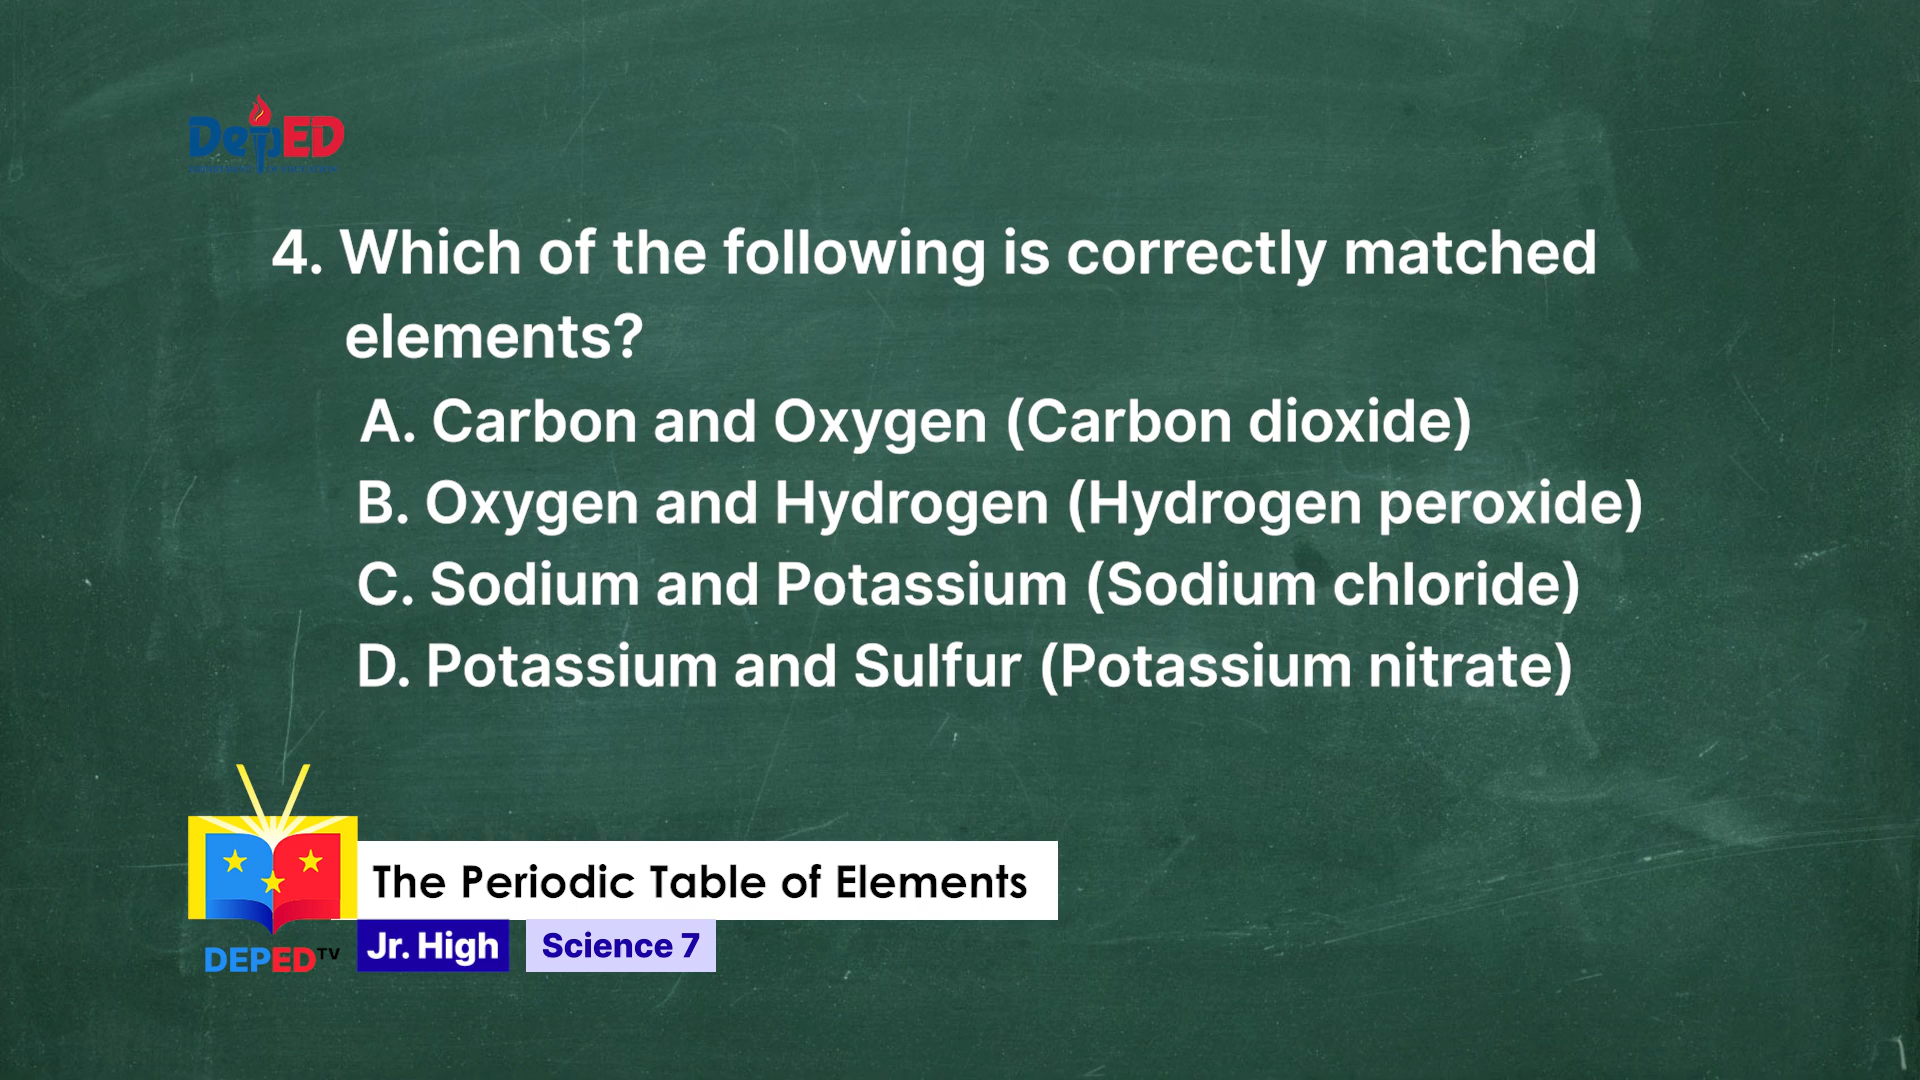 DepED
4. Which of the following is correctly matched
elements?
A. Carbon and Oxygen (Carbon dioxide)
B. Oxygen and Hydrogen (Hydrogen peroxide)
C. Sodium and Potassium (Sodium chloride)
D. Potassium and Sulfur (Potassium nitrate)
The Periodic Table of Elements
DEPED TV
Jr. High
Science 7